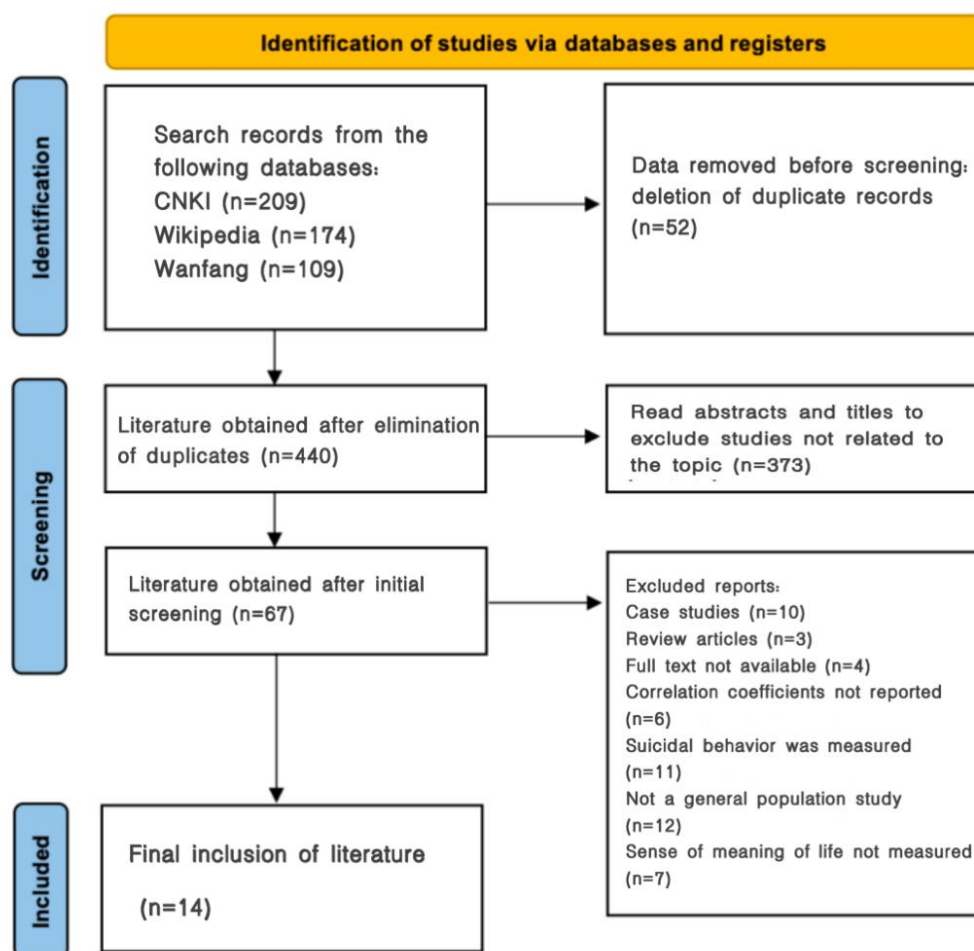 Identification of studies via databases and registers
Identification
Search records from the
following databases:
CNKI (n=209)
Wikipedia (n=174)
Wanfang (n=109)
Data removed before screening:
deletion of duplicate records
(n=52)
Screening
Literature obtained after elimination
of duplicates (n=440)
Read abstracts and titles to
exclude studies not related to
the topic (n=373)
Literature obtained after initial
screening (n=67)
Excluded reports:
Case studies (n=10)
Review articles (n=3)
Full text not available (n=4)
Correlation coefficients not reported
(n=6)
Suicidal behavior was measured
(n=11)
Not a general population study
(n=12)
Sense of meaning of life not measured
(n=7)
Included
Final inclusion of literature
(n=14)